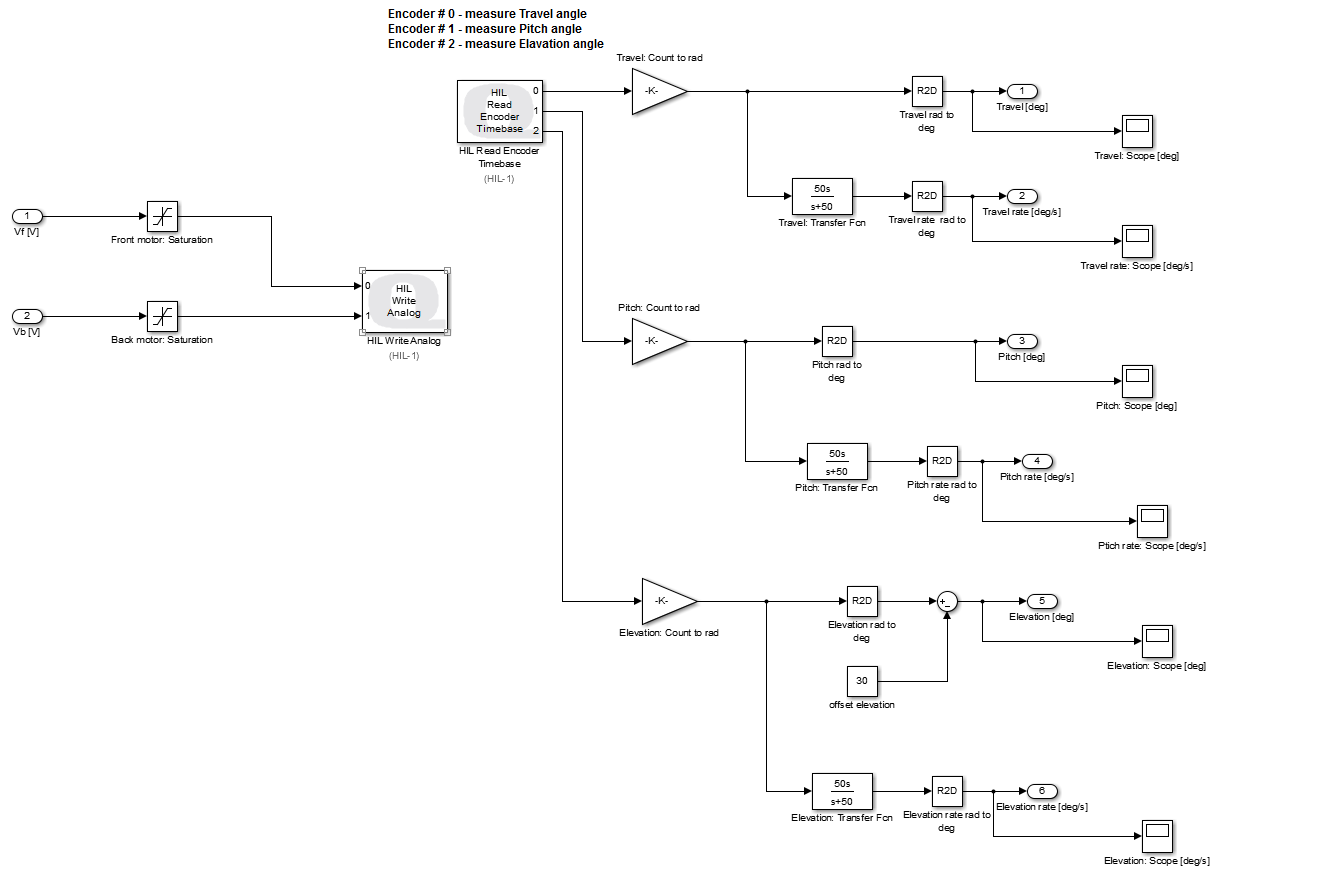 Encoder # 0 - measure Travel angle
Encoder # 1 - measure Pitch angle
Encoder # 2 - measure Elavation angle
HIL
Read
Encoder
Timebase
0
1
2
HIL Read Encoder
Timebase
(HIL-1)
Travel: Count to rad
-K-
R2D
Travel rad to
deg
1
Travel [deg]
Travel: Scope [deg]
50s
s+50
Travel: Transfer Fcn
R2D
Travel rate rad to
deg
2
Travel rate [deg/s]
Travel rate: Scope [deg/s]
1
Vf [V]
Front motor: Saturation
2
Vb [V]
Back motor: Saturation
0
1
HIL
Write
Analog
HIL Write Analog
(HIL-1)
Pitch: Count to rad
-K-
R2D
Pitch rad to
deg
3
Pitch [deg]
Pitch: Scope [deg]
50s
s+50
Pitch: Transfer Fcn
R2D
Pitch rate rad to
deg
4
Pitch rate [deg/s]
Ptich rate: Scope [deg/s]
-K-
Elevation: Count to rad
R2D
Elevation rad to
deg
+
-
5
Elevation [deg]
Elevation: Scope [deg]
30
offset elevation
50s
s+50
Elevation: Transfer Fcn
R2D
Elevation rate rad to
deg
6
Elevation rate [deg/s]
Elevation: Scope [deg/s]